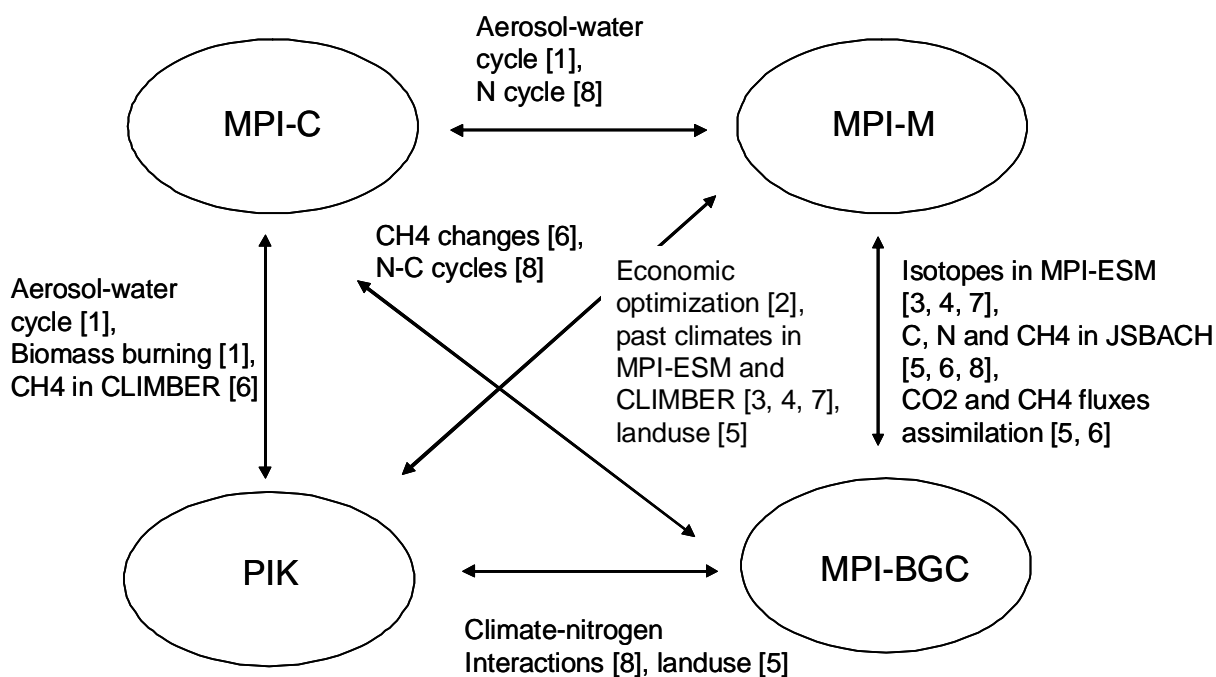 Aerosol-water
cycle [1],
N cycle [8]
MPI-C
MPI-M
CH4 changes [6],
N-C cycles [8]
Aerosol-water
cycle [1],
Biomass burning [1],
CH4 in CLIMBER [6]
Economic
optimization [2],
past climates in
MPI-ESM and
CLIMBER [3, 4, 7],
landuse [5]
Isotopes in MPI-ESM
[3, 4, 7],
C, N and CH4 in JSBACH
[5, 6, 8],
CO2 and CH4 fluxes
assimilation [5, 6]
PIK
MPI-BGC
Climate-nitrogen
Interactions [8], landuse [5]